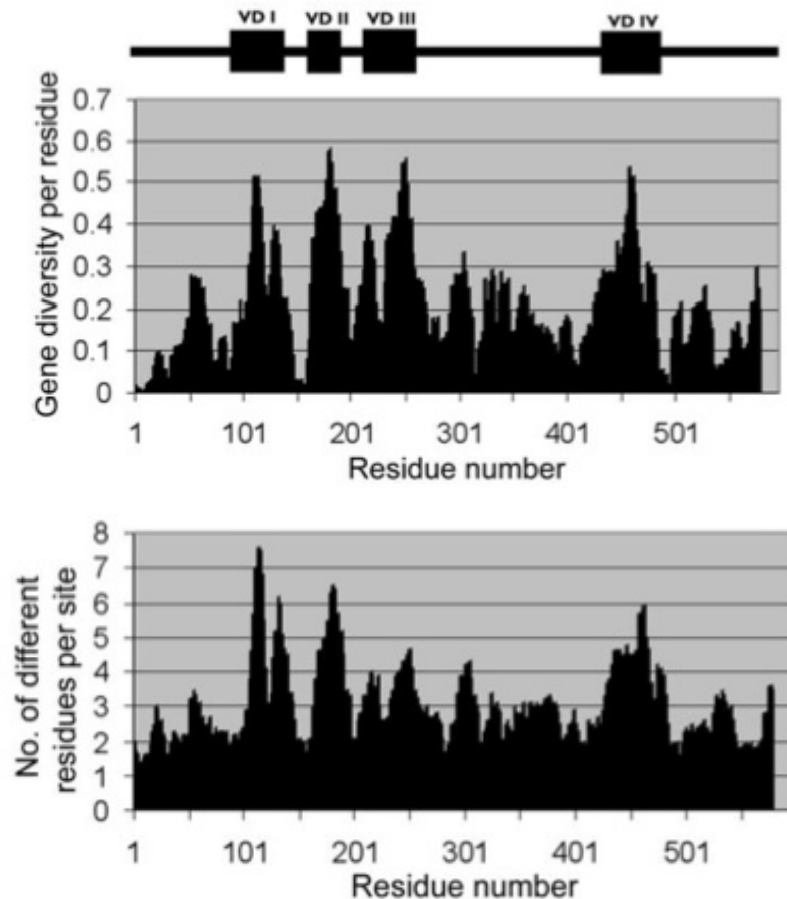 VD I VD II VD III VD IV
Gene diversity per residue
0.7
0.6
0.5
0.4
0.3
0.2
0.1
0
1 101 201 301 401 501
Residue number
No. of different
residues per site
8
7
6
5
4
3
2
1
0
1 101 201 301 401 501
Residue number